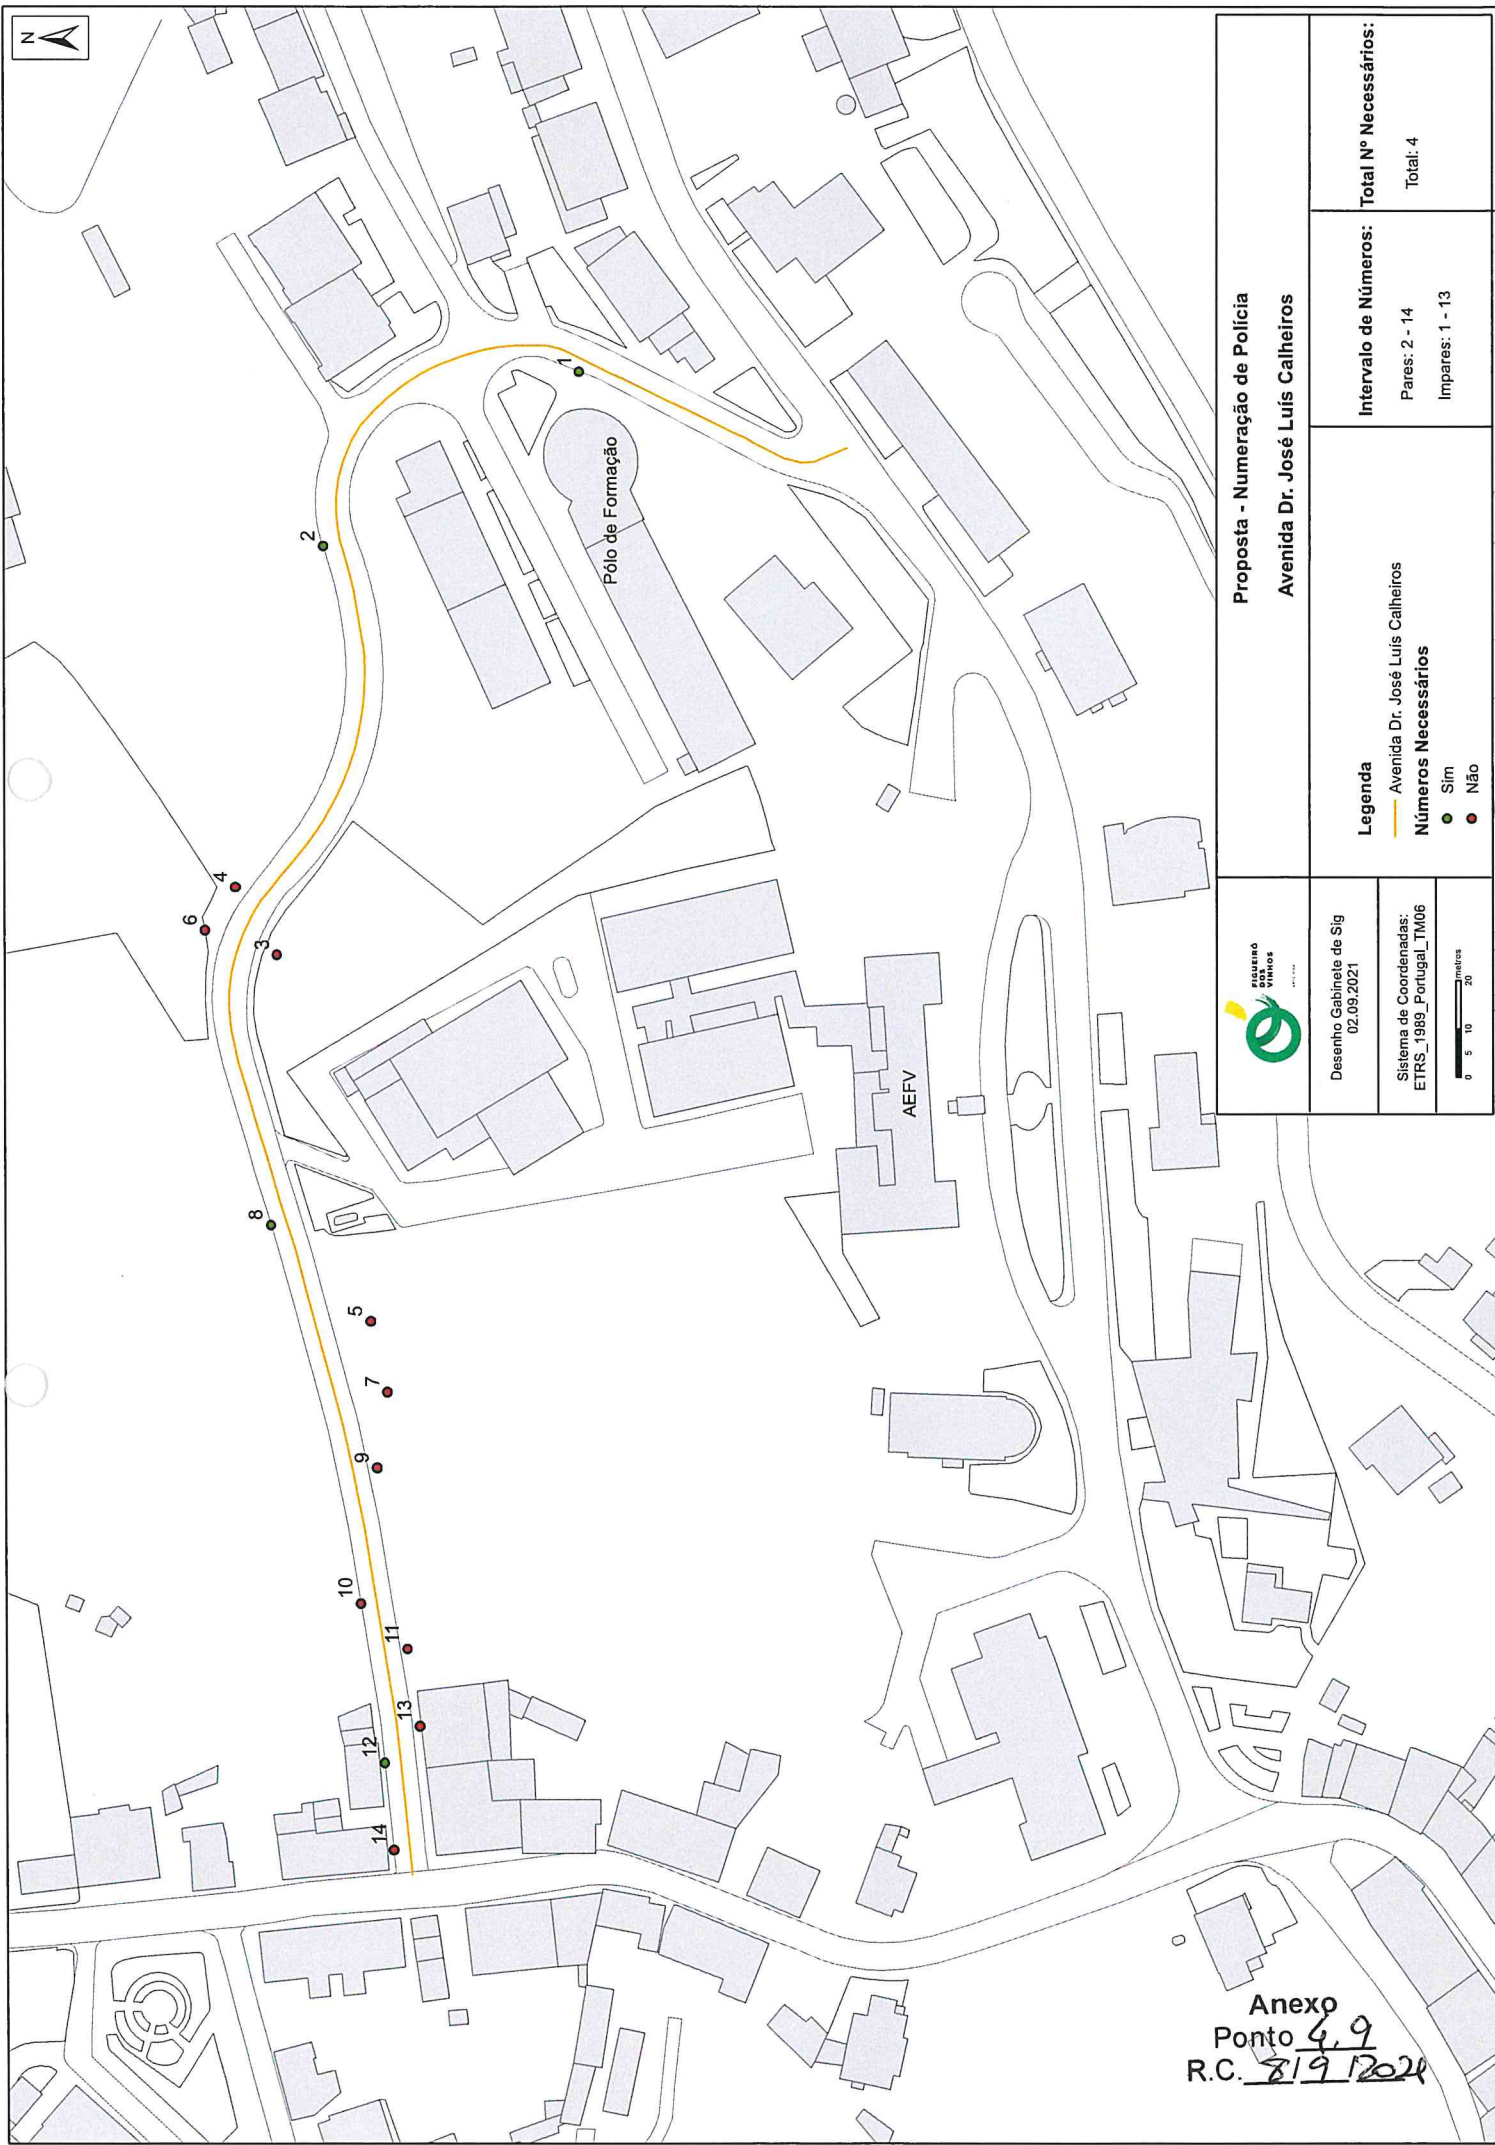 N
2
1
4
6
3
8
5
7
9
10
11
13
12
14
Pólo de Formação
AEFV
Proposta - Numeração de Polícia
Avenida Dr. José Luís Calheiros
FIGUEIRÓ
DOS
VINHOS
Desenho Gabinete de Sig
02.09.2021
Sistema de Coordenadas:
ETRS_1989_Portugal_TM06
0 5 10 20
metros
Legenda
Avenida Dr. José Luís Calheiros
Números Necessários
Sim
Não
Intervalo de Números:
Pares: 2 - 14
Impares: 1 - 13
Total Nº Necessários:
Total: 4
Anexo
Ponto 4.9
R.C. 8/9/2021